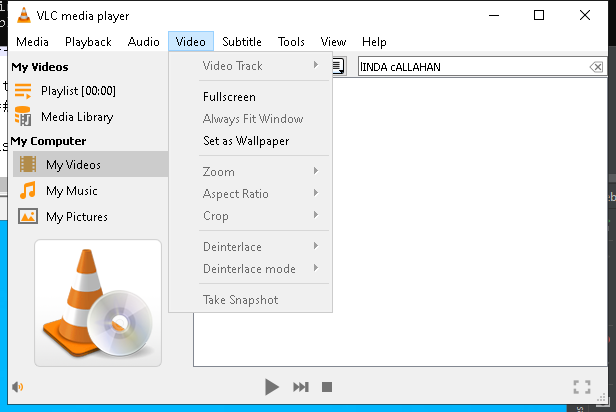 VLC media player
Media Playback Audio Video Subtitle Tools View Help
My Videos
Playlist [00:00]
Media Library
My Computer
My Videos
My Music
My Pictures
Video Track
Fullscreen
Always Fit Window
Set as Wallpaper
Zoom
Aspect Ratio
Crop
Deinterlace
Deinterlace mode
Take Snapshot
lINDA cALLAHAN